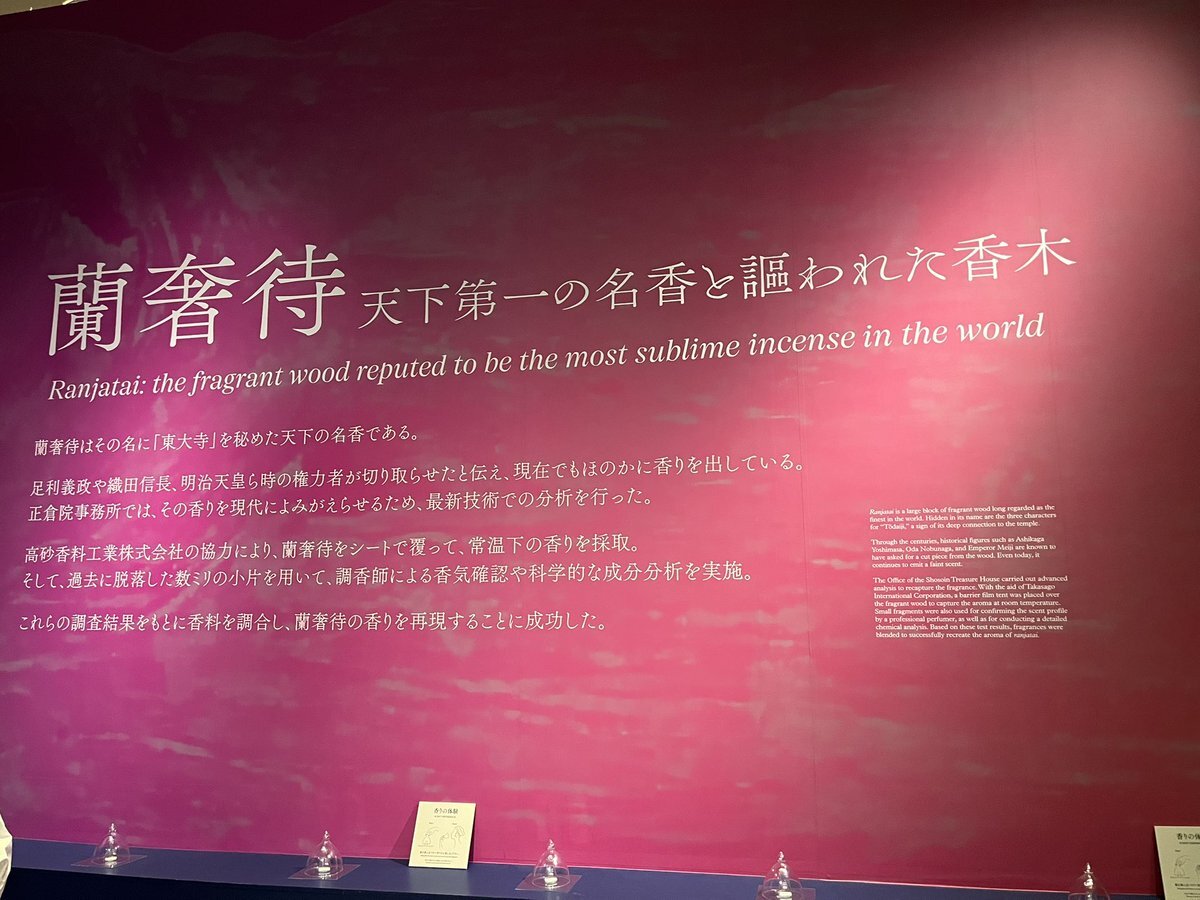 蘭奢待 天下第一の名香と謳われた香木
Ranjatai: the fragrant wood reputed to be the most sublime incense in the world
蘭奢待はその名に「東大寺」を秘めた天下の名香である。
足利義政や織田信長、明治天皇ら時の権力者が切り取らせたと伝え、現在でもほのかに香りを出している。
正倉院事務所では、その香りを現代によみがえらせるため、最新技術での分析を行った。
高砂香料工業株式会社の協力により、蘭奢待をシートで覆って、常温下の香りを採取。
そして、過去に脱落した数ミリの小片を用いて、調香師による香気確認や科学的な成分分析を実施。
これらの調査結果をもとに香料を調合し、蘭奢待の香りを再現することに成功した。
Ranjatai is a large block of fragrant wood long regarded as the
finest in the world. Hidden in its name are the three characters
for "Tōdaiji," a sign of its deep connection to the temple.
Through the centuries, historical figures such as Ashikaga
Yoshimasa, Oda Nobunaga, and Emperor Meiji are known to
have asked for a cut piece from the wood. Even today, it
continues to emit a faint scent.
The Office of the Shosoin Treasure House carried out advanced
analysis to recapture the fragrance. With the aid of Takasago
International Corporation, a barrier film tent was placed over
the fragrant wood to capture the aroma at room temperature.
Small fragments were also used for confirming the scent profile
by a professional perfumer, as well as for conducting a detailed
chemical analysis. Based on these test results, fragrances were
blended to successfully recreate the aroma of ranjatai.
香りの体験
香りの体